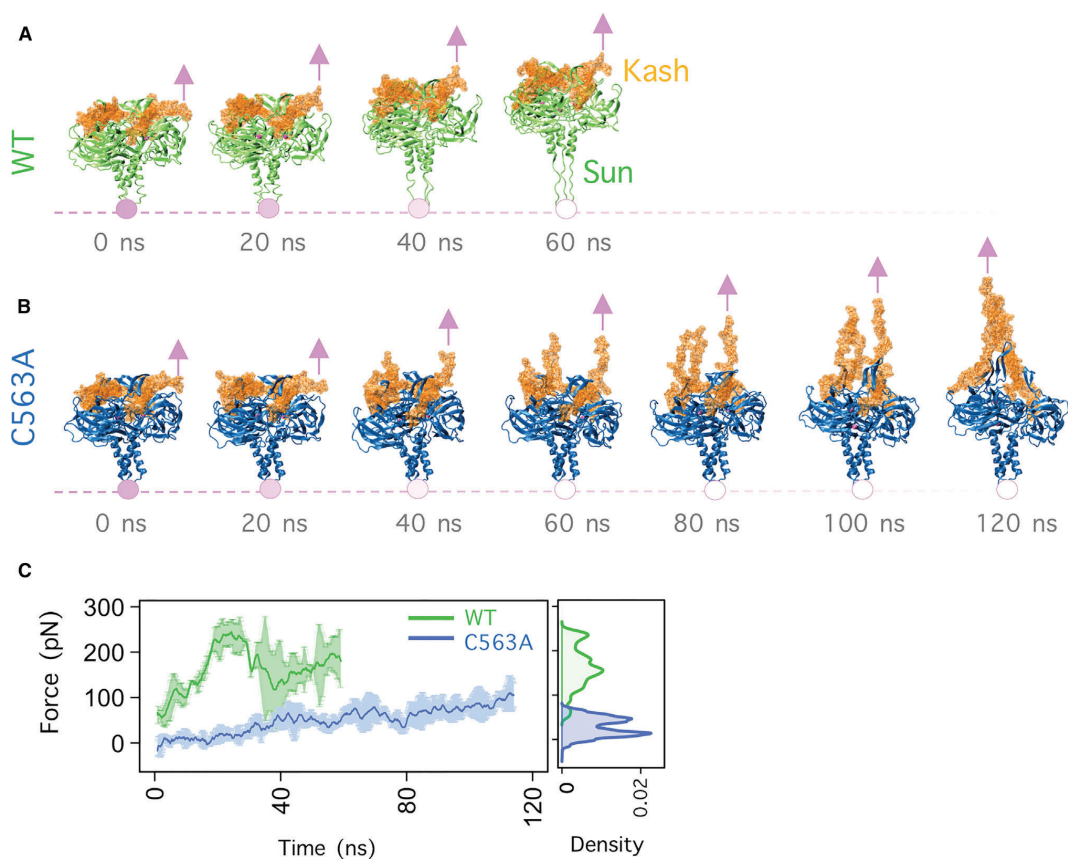 A
WT
Kash
Sun
0 ns
20 ns
40 ns
60 ns
B
C563A
0 ns
20 ns
40 ns
60 ns
80 ns
100 ns
120 ns
C
Force (pN)
300
200
100
0
WT
C563A
0
40
80
120
Time (ns)
0
0.02
Density